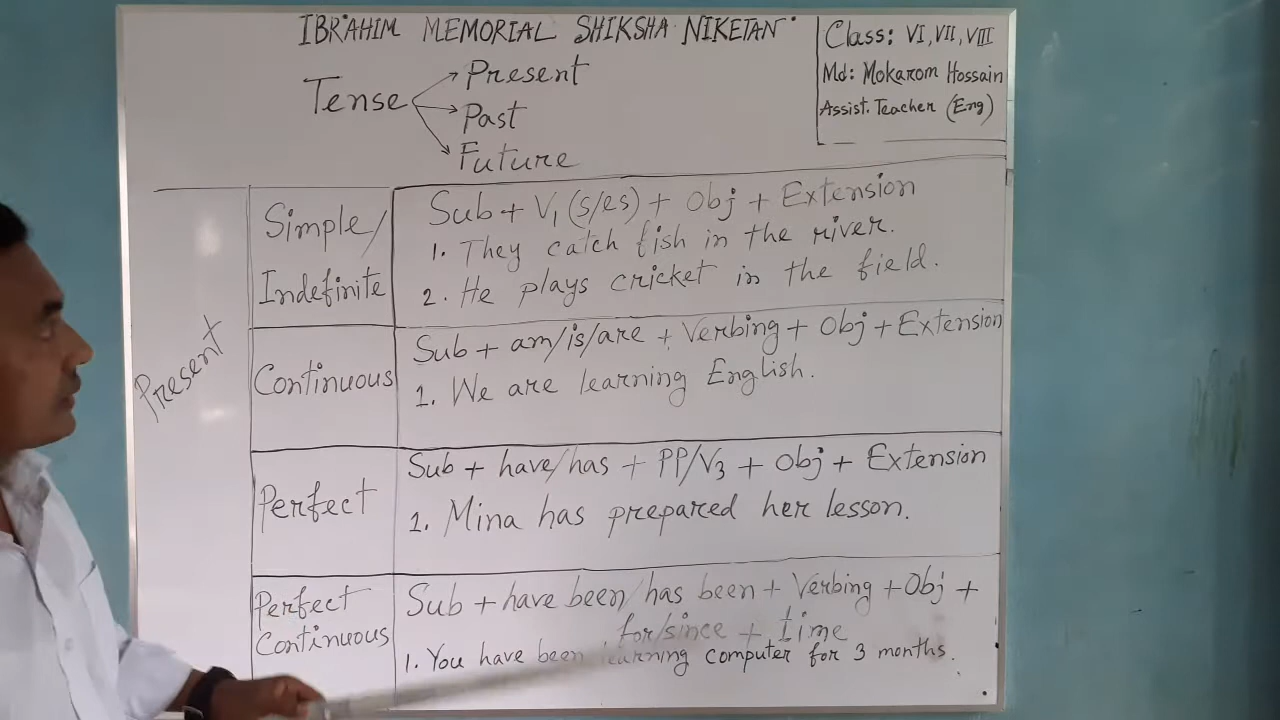 IBRAHIM MEMORIAL SHIKSHA NIKETAN
Class: VI, VII, VIII
Md: Mokarom Hossain
Assist. Teacher (Eng)
Tense
Present
Past
Future
Present
Simple/
Indefinite
Sub + V₁ (s/es) + Obj + Extension
1. They catch fish in the river.
2. He plays cricket in the field.
Continuous
Sub + am/is/are + Verbing + Obj + Extension
1. We are learning English.
Perfect
Sub + have/has + PP/V₃ + Obj + Extension
1. Mina has prepared her lesson.
Perfect
Continuous
Sub + have been/has been + Verbing + Obj +
for/since + time
1. You have been learning computer for 3 months.